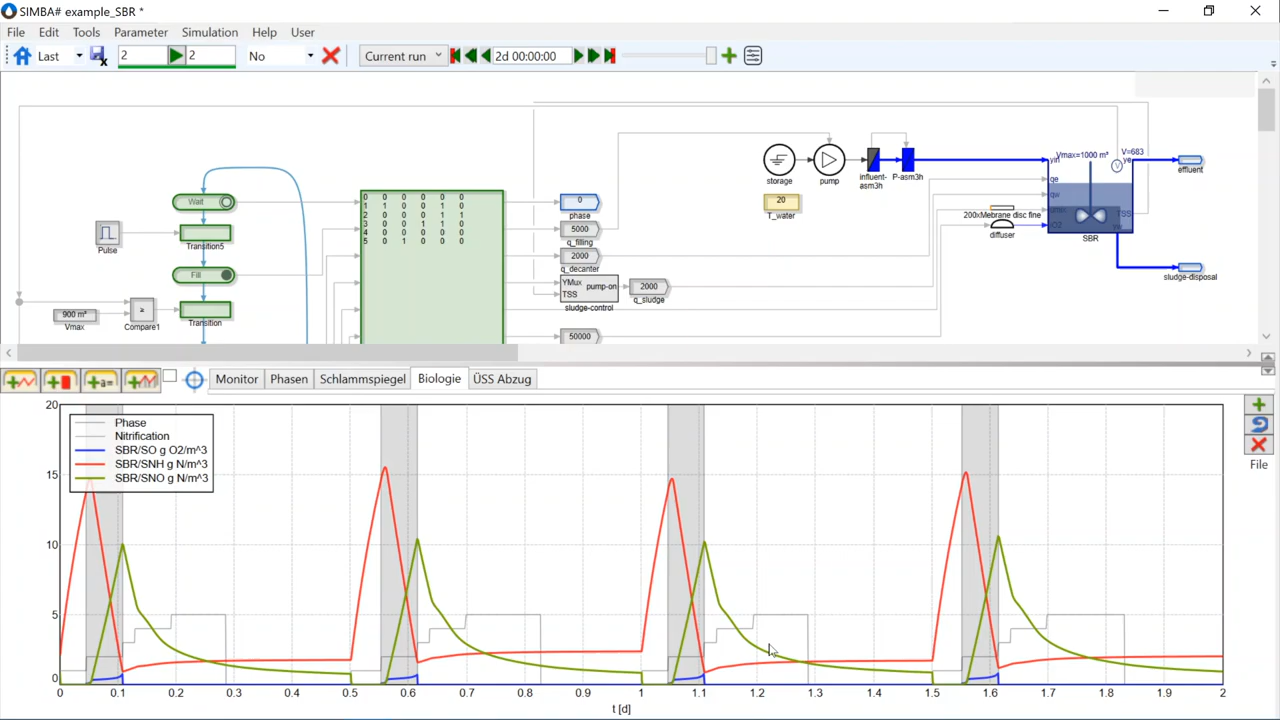 SIMBA# example_SBR *
File Edit Tools Parameter Simulation Help User
Last 2 2 No Current run 2d 00:00:00
Vmax=1000 m³ V=683
yin ye
storage pump influent-asm3h P-asm3h effluent
qe
qw
20
T_water
200xMebrane disc fine
diffuser
TSS
yw
SBR
sludge-disposal
Wait
Pulse
Transition5
Fill
900 m³
Vmax
≥
Compare1
Transition
0 0 0 0 0 0
1 1 0 0 0 0
2 0 0 0 1 1
3 0 0 0 1 0
4 0 0 0 0 0
5 0 1 0 0 0
0
phase
5000
q_filling
2000
q_decanter
YMux pump-on
TSS
sludge-control
2000
q_sludge
50000
Monitor Phasen Schlammspiegel Biologie ÜSS Abzug
Phase
Nitrification
SBR/SO g O2/m^3
SBR/SNH g N/m^3
SBR/SNO g N/m^3
20
15
10
5
0
0 0.1 0.2 0.3 0.4 0.5 0.6 0.7 0.8 0.9 1 1.1 1.2 1.3 1.4 1.5 1.6 1.7 1.8 1.9 2
t [d]
File